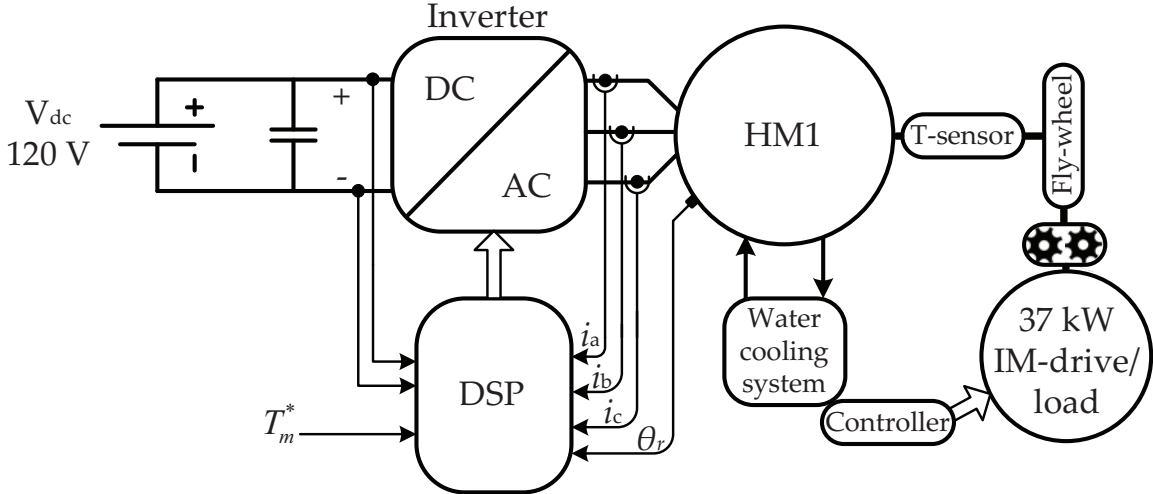 Inverter
DC
AC
Vdc
120 V
+
-
+
-
HM1
T-sensor
Fly-wheel
37 kW
IM-drive/
load
Water
cooling
system
Controller
DSP
ia
ib
ic
θr
T*m